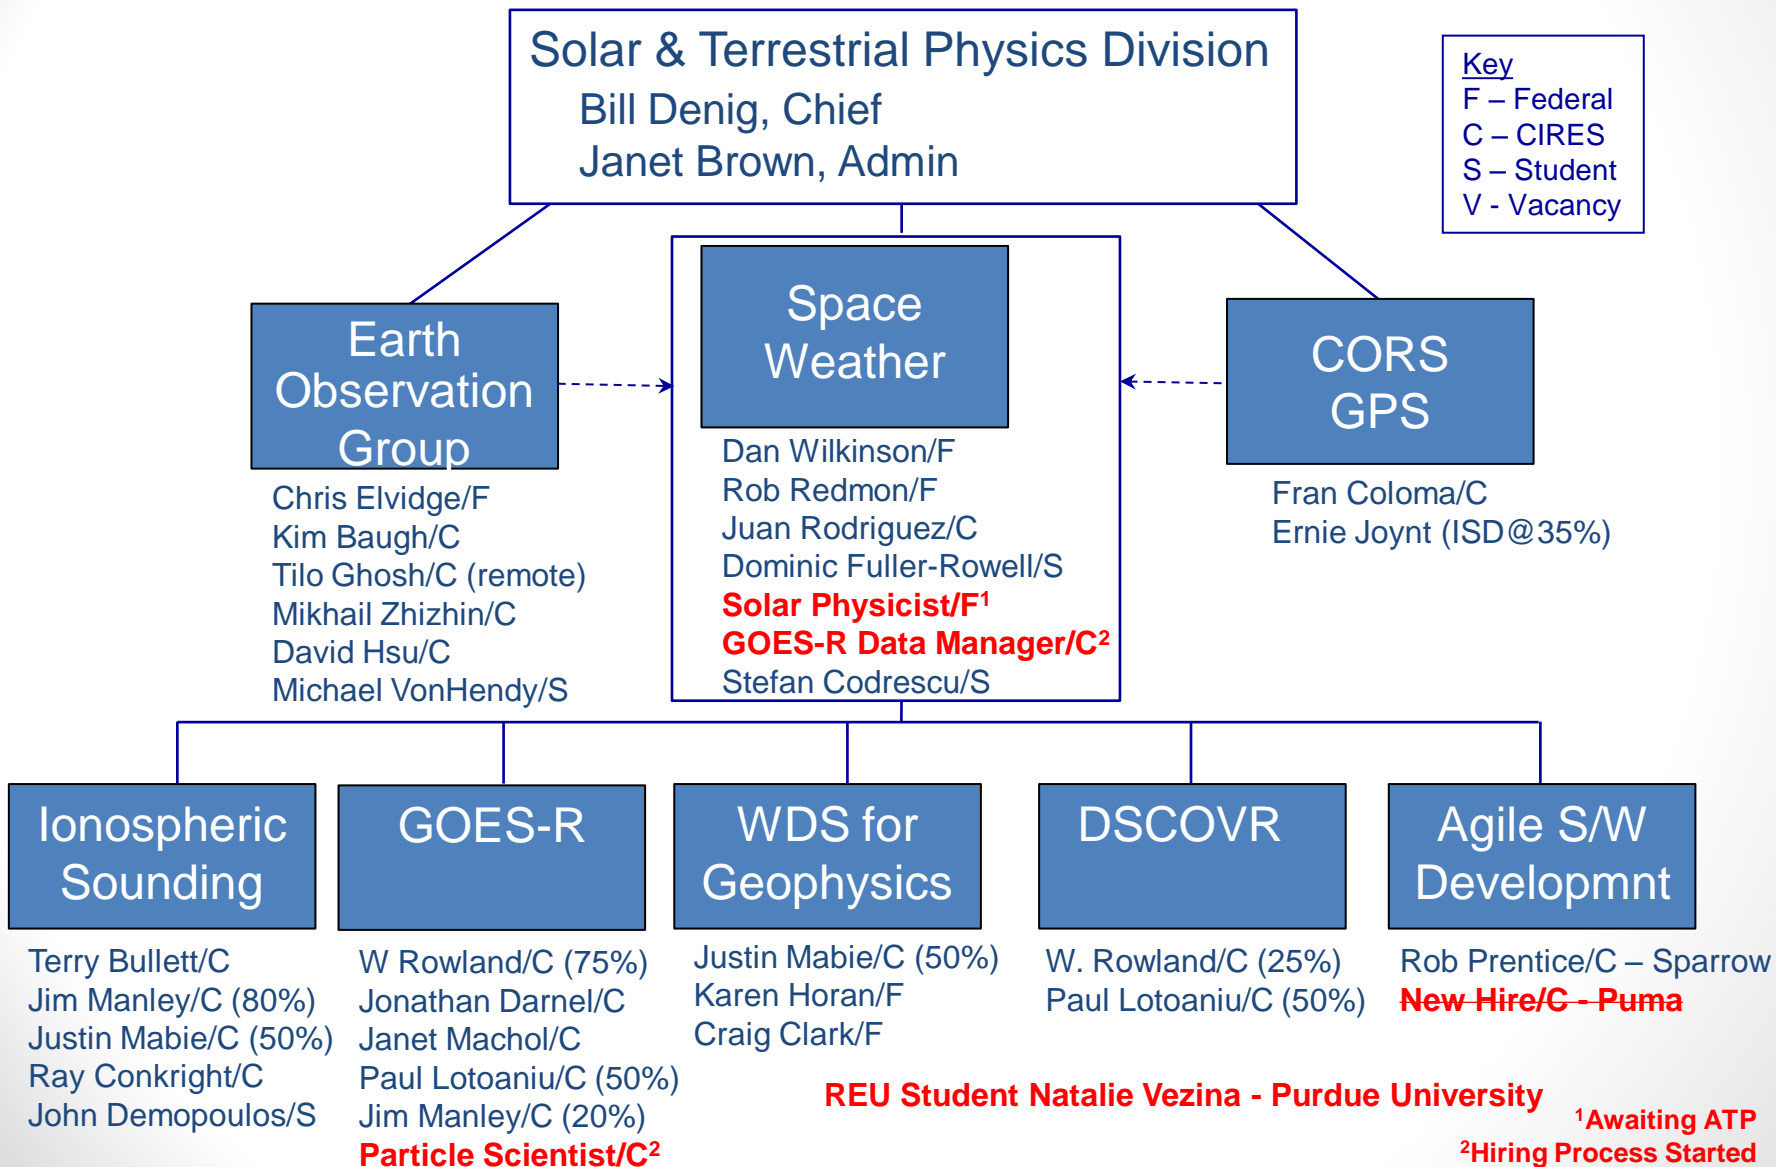 Solar & Terrestrial Physics Division
Bill Denig, Chief
Janet Brown, Admin
Key
F – Federal
C – CIRES
S – Student
V - Vacancy
Earth
Observation
Group
Chris Elvidge/F
Kim Baugh/C
Tilo Ghosh/C (remote)
Mikhail Zhizhin/C
David Hsu/C
Michael VonHendy/S
Space
Weather
Dan Wilkinson/F
Rob Redmon/F
Juan Rodriguez/C
Dominic Fuller-Rowell/S
Solar Physicist/F¹
GOES-R Data Manager/C²
Stefan Codrescu/S
CORS
GPS
Fran Coloma/C
Ernie Joynt (ISD@35%)
Ionospheric
Sounding
Terry Bullett/C
Jim Manley/C (80%)
Justin Mabie/C (50%)
Ray Conkright/C
John Demopoulos/S
GOES-R
W Rowland/C (75%)
Jonathan Darnel/C
Janet Machol/C
Paul Lotoaniu/C (50%)
Jim Manley/C (20%)
Particle Scientist/C²
WDS for
Geophysics
Justin Mabie/C (50%)
Karen Horan/F
Craig Clark/F
DSCOVR
W. Rowland/C (25%)
Paul Lotoaniu/C (50%)
Agile S/W
Developmnt
Rob Prentice/C – Sparrow
New Hire/C - Puma
REU Student Natalie Vezina - Purdue University
¹Awaiting ATP
²Hiring Process Started